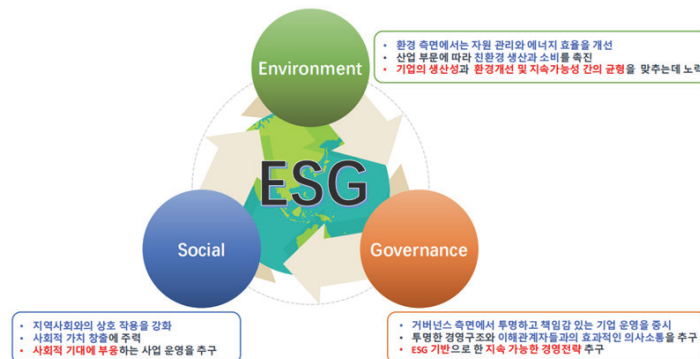 Environment
• 환경 측면에서는 자원 관리와 에너지 효율을 개선
• 산업 부문에 따라 친환경 생산과 소비를 촉진
• 기업의 생산성과 환경개선 및 지속가능성 간의 균형을 맞추는데 노력
ESG
Social
Governance
• 지역사회와의 상호 작용을 강화
• 사회적 가치 창출에 주력
• 사회적 기대에 부응하는 사업 운영을 추구
• 거버넌스 측면에서 투명하고 책임감 있는 기업 운영을 중시
• 투명한 경영구조와 이해관계자들과의 효과적인 의사소통을 추구
• ESG 기반으로 한 지속 가능한 경영전략 추구